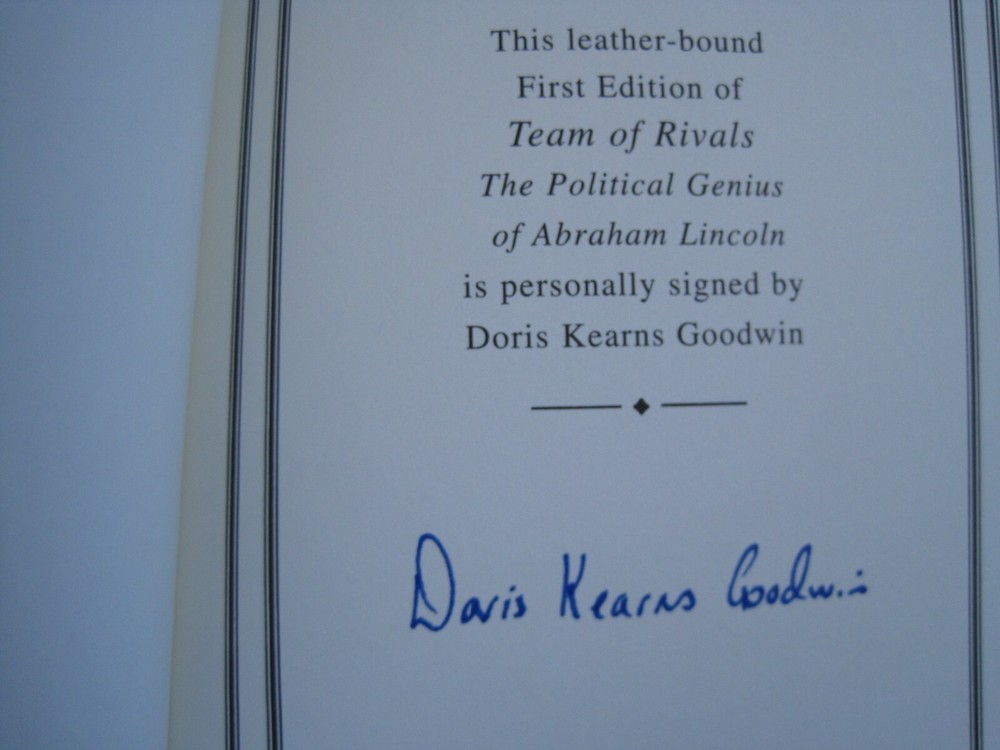 This leather-bound
First Edition of
Team of Rivals
The Political Genius
of Abraham Lincoln
is personally signed by
Doris Kearns Goodwin
Doris Kearns Goodwin